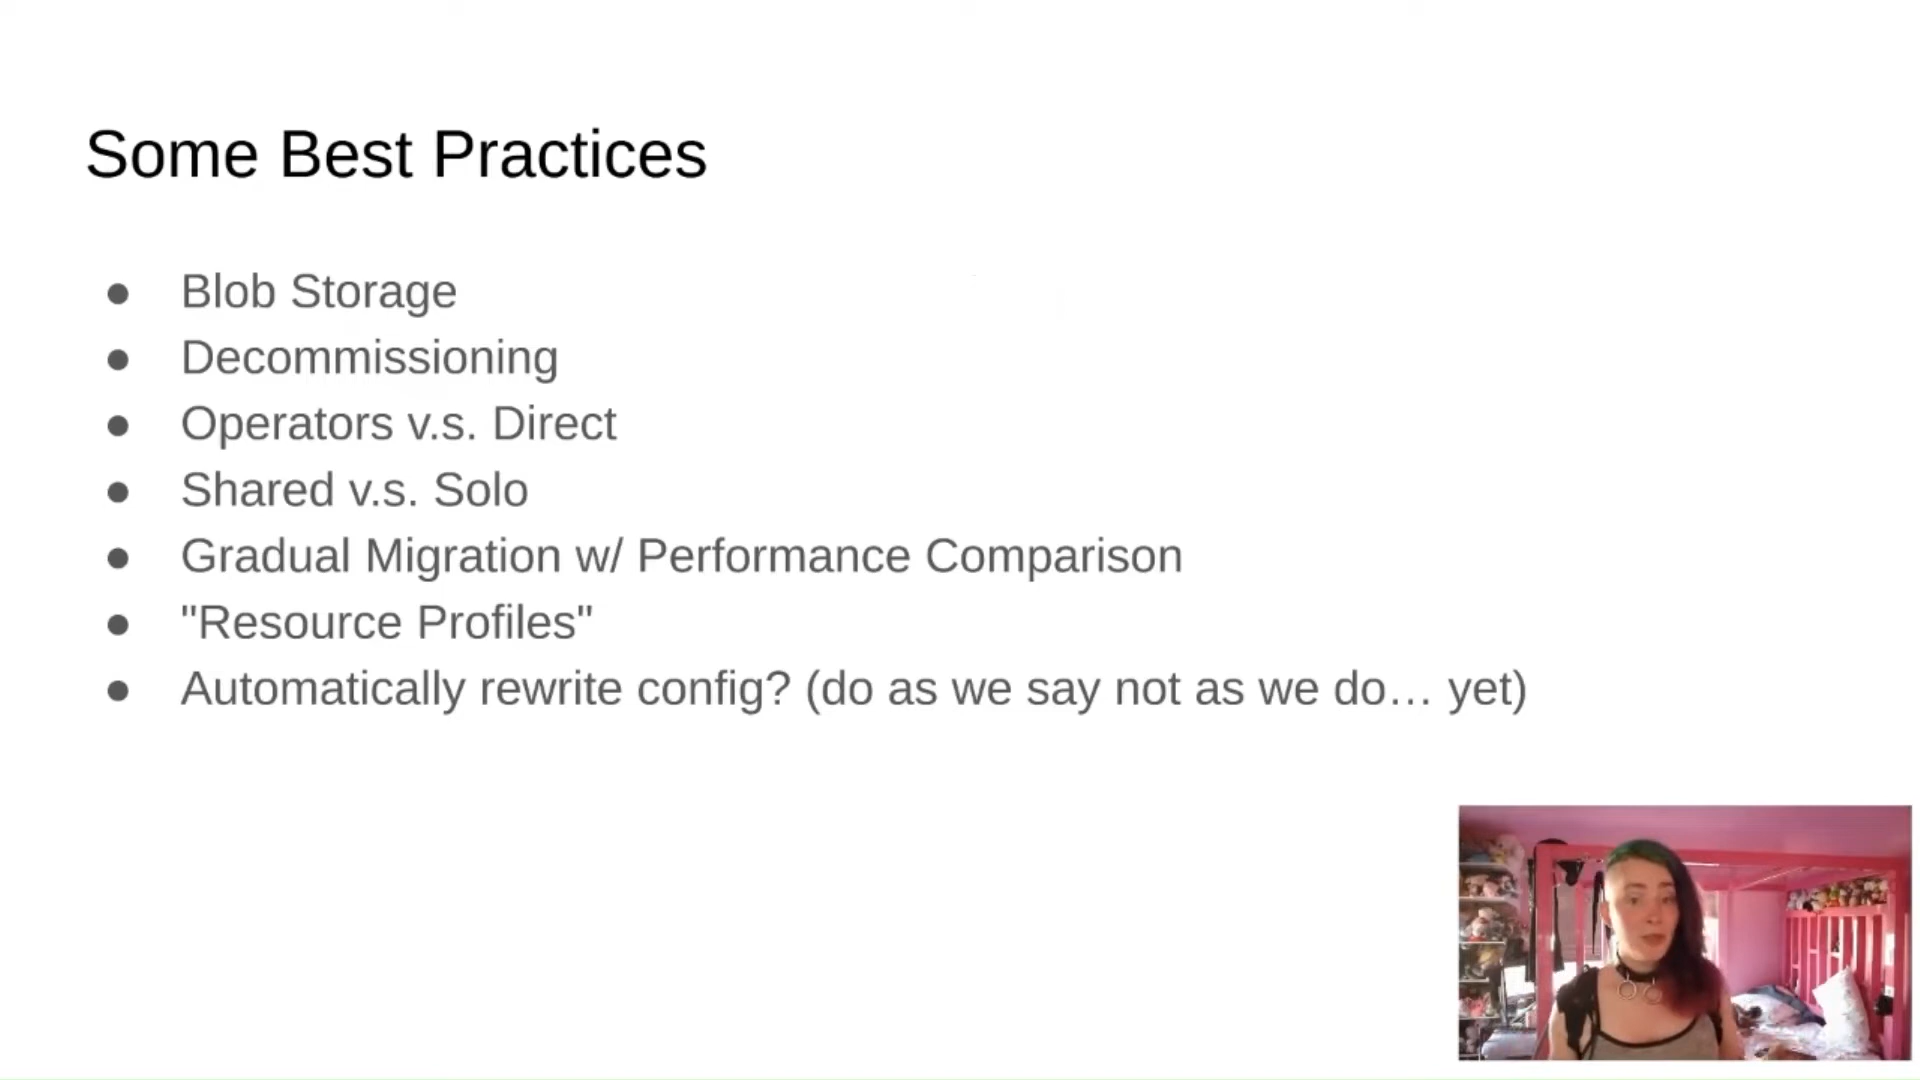 Some Best Practices
● Blob Storage
● Decommissioning
● Operators v.s. Direct
● Shared v.s. Solo
● Gradual Migration w/ Performance Comparison
● "Resource Profiles"
● Automatically rewrite config? (do as we say not as we do… yet)